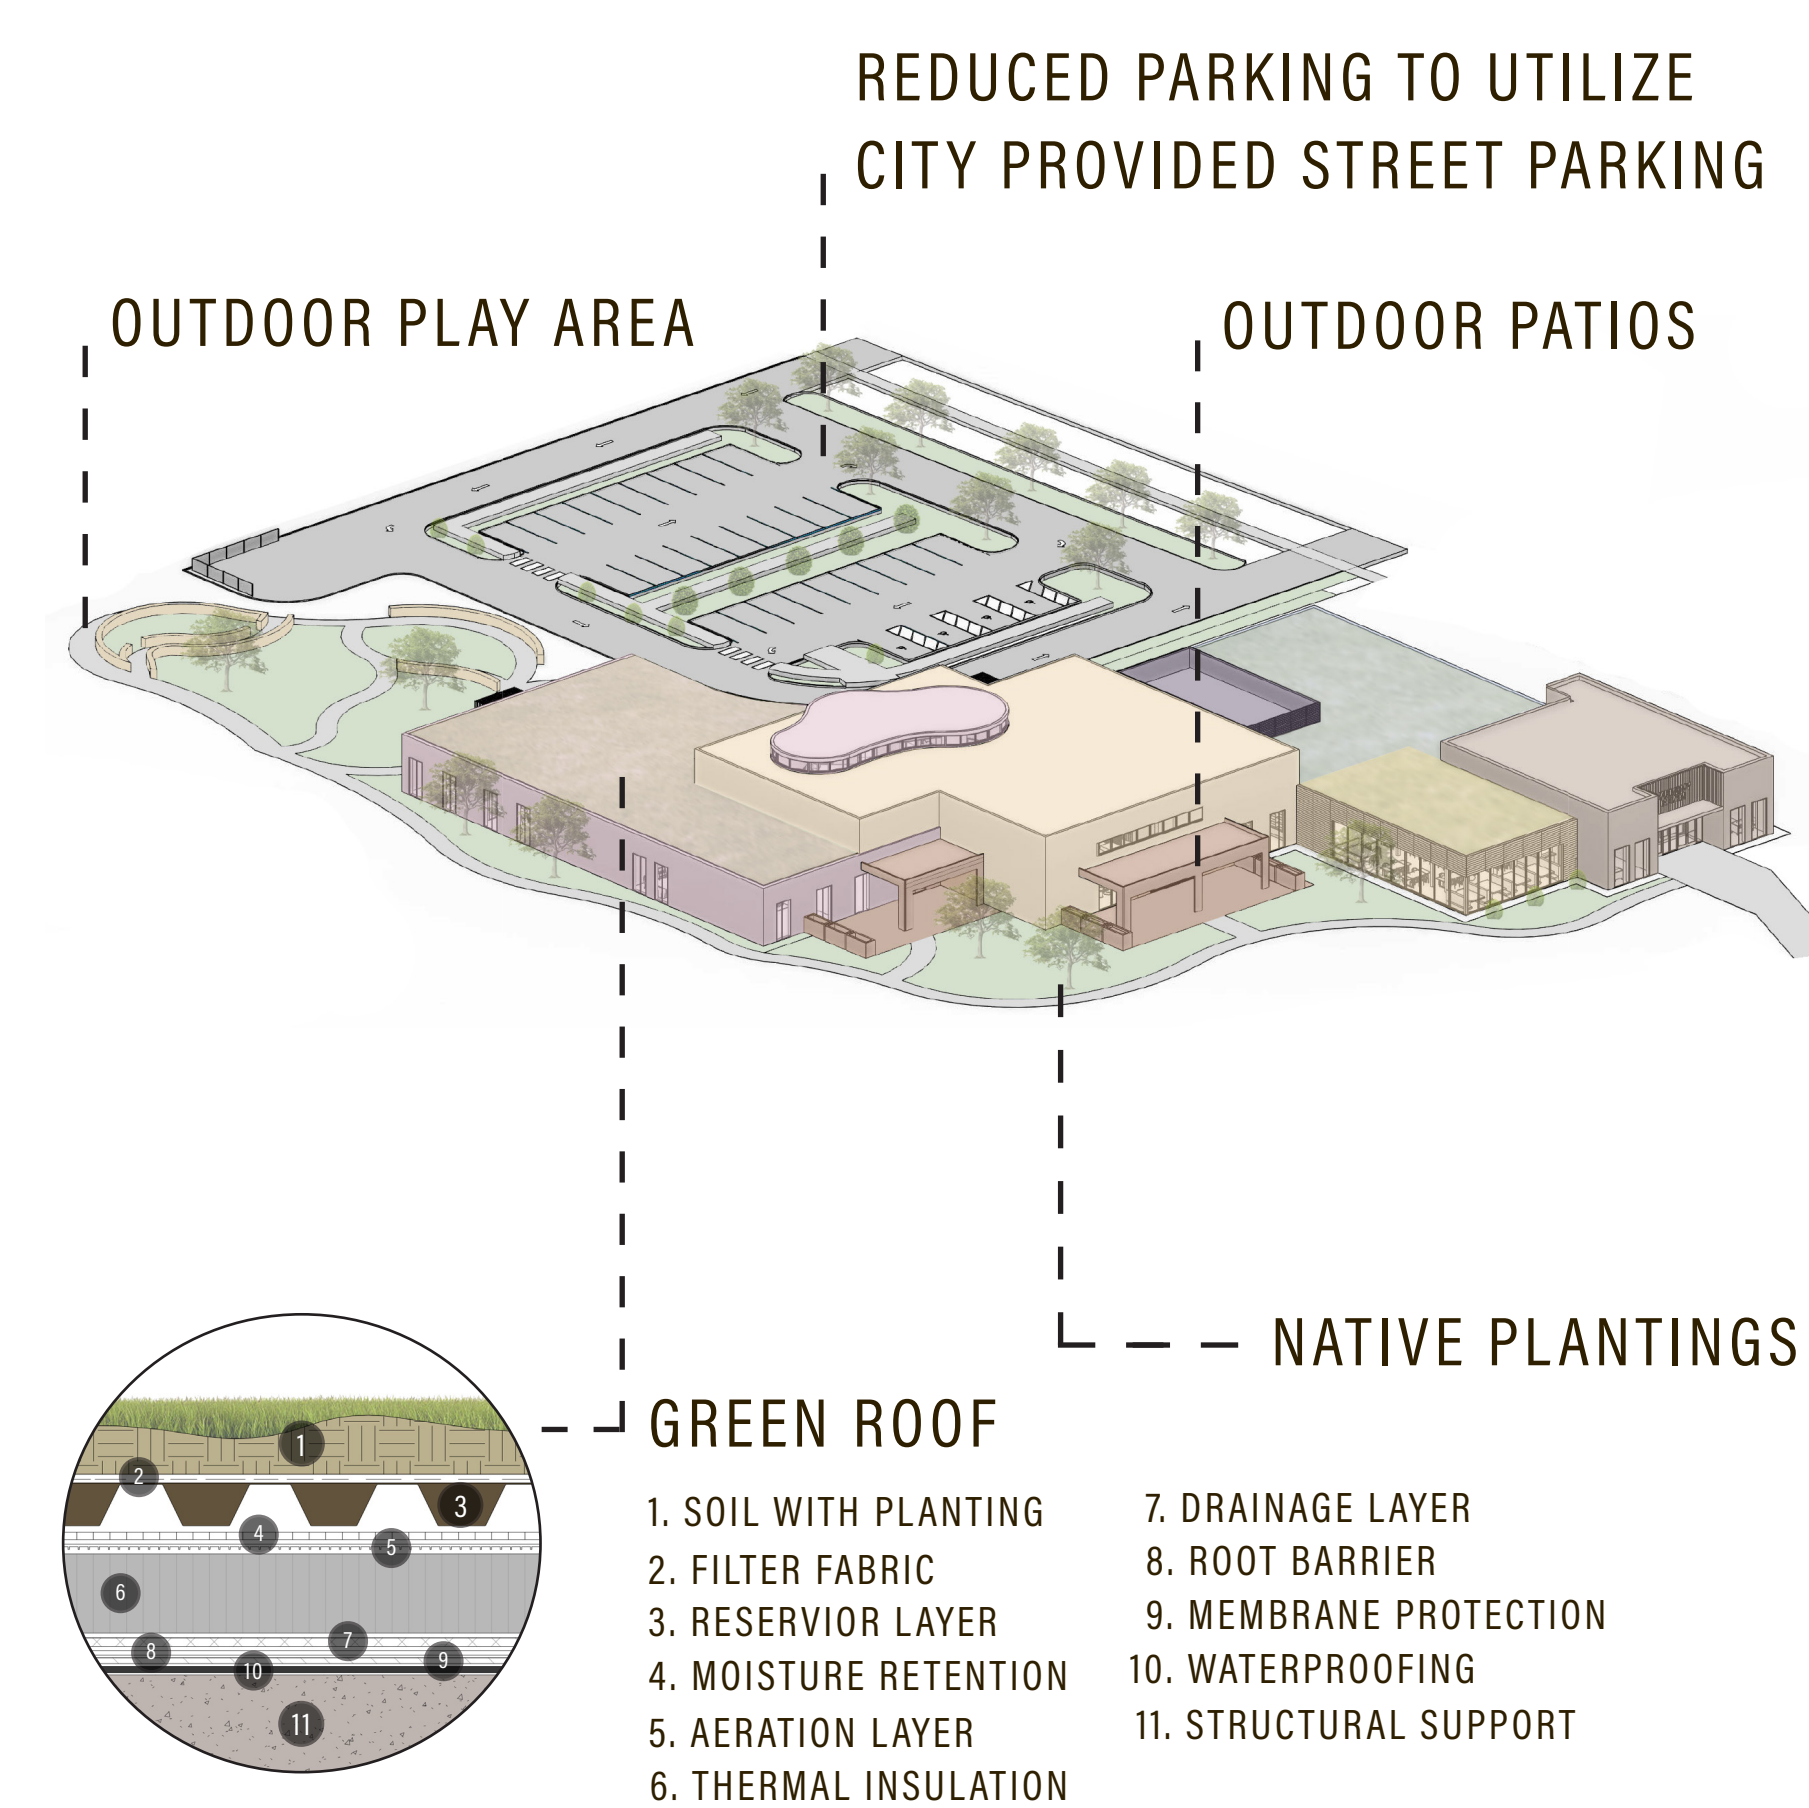 REDUCED PARKING TO UTILIZE
CITY PROVIDED STREET PARKING
OUTDOOR PLAY AREA
OUTDOOR PATIOS
NATIVE PLANTINGS
GREEN ROOF
1. SOIL WITH PLANTING
2. FILTER FABRIC
3. RESERVIOR LAYER
4. MOISTURE RETENTION
5. AERATION LAYER
6. THERMAL INSULATION
7. DRAINAGE LAYER
8. ROOT BARRIER
9. MEMBRANE PROTECTION
10. WATERPROOFING
11. STRUCTURAL SUPPORT
1
2
3
4
5
6
7
8
9
10
11